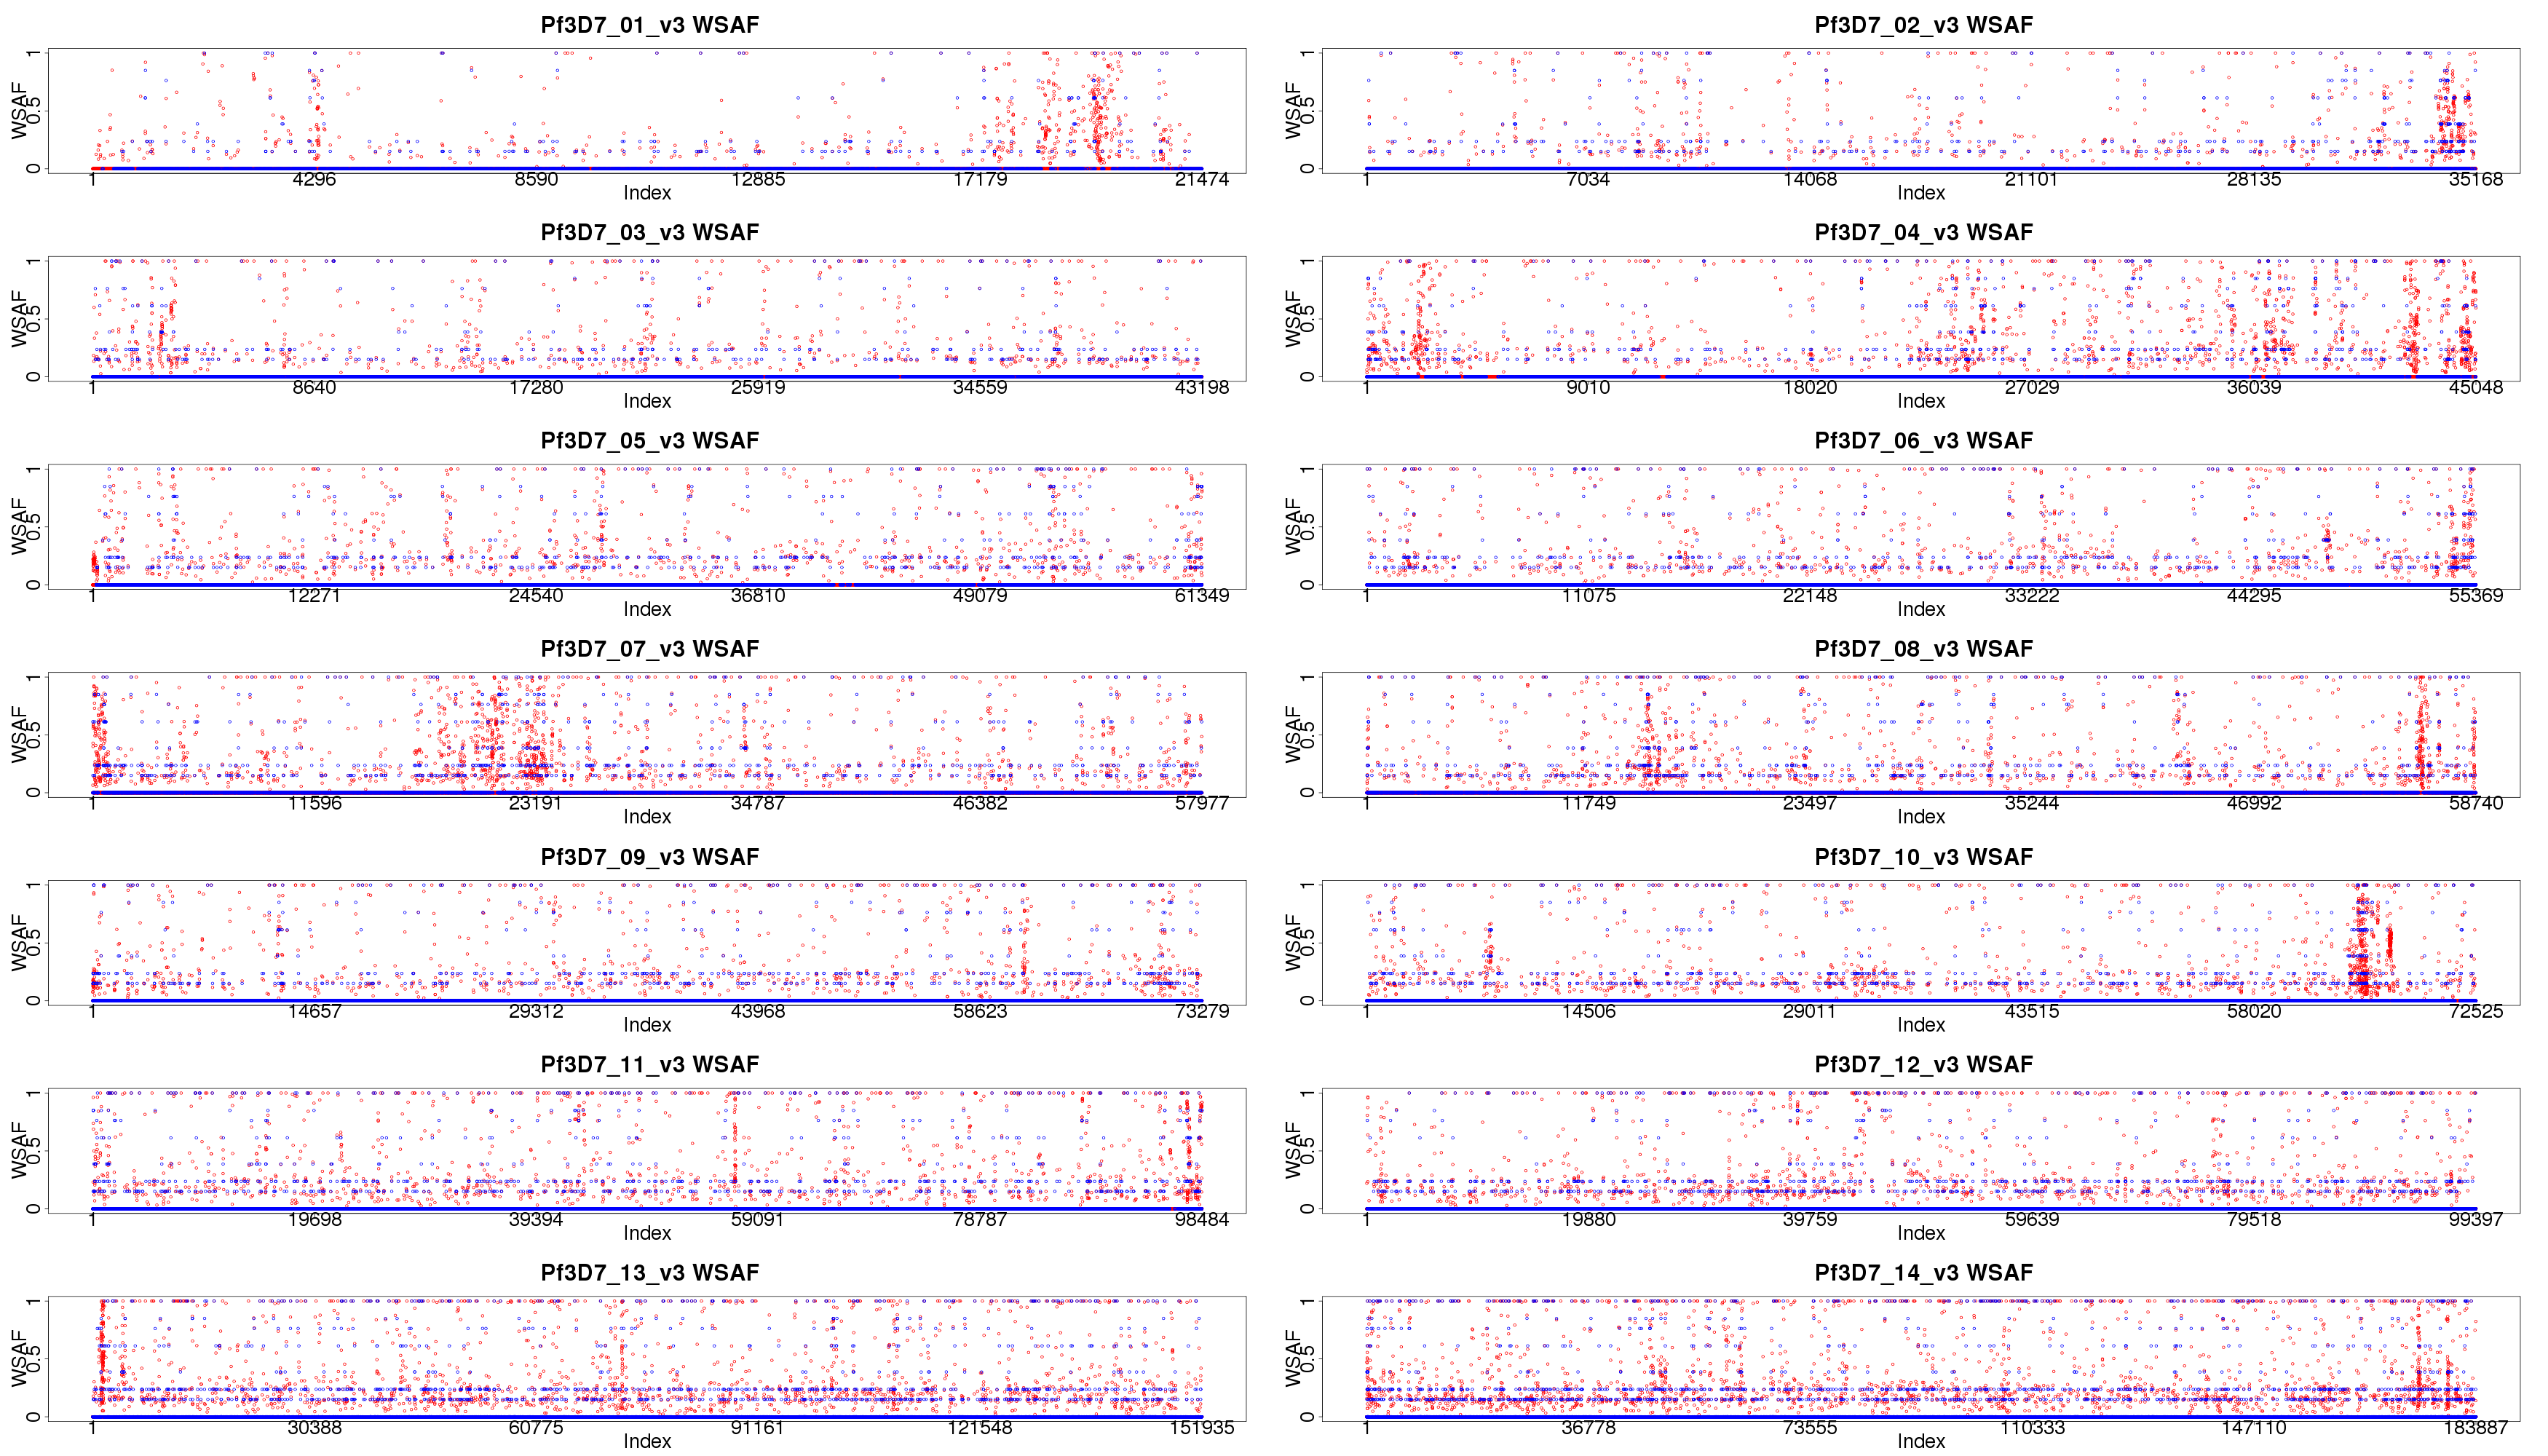 Pf3D7_01_v3 WSAF
WSAF
0 0.5 1
1 4296 8590 12885 17179 21474
Index
Pf3D7_02_v3 WSAF
WSAF
0 0.5 1
1 7034 14068 21101 28135 35168
Index
Pf3D7_03_v3 WSAF
WSAF
0 0.5 1
1 8640 17280 25919 34559 43198
Index
Pf3D7_04_v3 WSAF
WSAF
0 0.5 1
1 9010 18020 27029 36039 45048
Index
Pf3D7_05_v3 WSAF
WSAF
0 0.5 1
1 12271 24540 36810 49079 61349
Index
Pf3D7_06_v3 WSAF
WSAF
0 0.5 1
1 11075 22148 33222 44295 55369
Index
Pf3D7_07_v3 WSAF
WSAF
0 0.5 1
1 11596 23191 34787 46382 57977
Index
Pf3D7_08_v3 WSAF
WSAF
0 0.5 1
1 11749 23497 35244 46992 58740
Index
Pf3D7_09_v3 WSAF
WSAF
0 0.5 1
1 14657 29312 43968 58623 73279
Index
Pf3D7_10_v3 WSAF
WSAF
0 0.5 1
1 14506 29011 43515 58020 72525
Index
Pf3D7_11_v3 WSAF
WSAF
0 0.5 1
1 19698 39394 59091 78787 98484
Index
Pf3D7_12_v3 WSAF
WSAF
0 0.5 1
1 19880 39759 59639 79518 99397
Index
Pf3D7_13_v3 WSAF
WSAF
0 0.5 1
1 30388 60775 91161 121548 151935
Index
Pf3D7_14_v3 WSAF
WSAF
0 0.5 1
1 36778 73555 110333 147110 183887
Index